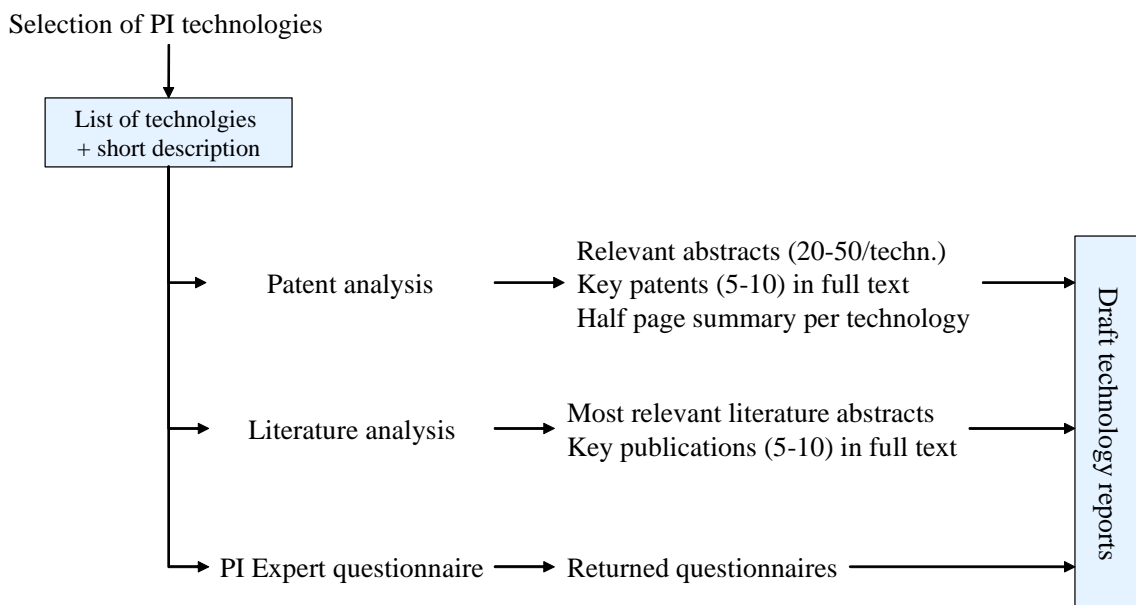 Selection of PI technologies
List of technolgies
+ short description
Patent analysis
Relevant abstracts (20-50/techn.)
Key patents (5-10) in full text
Half page summary per technology
Literature analysis
Most relevant literature abstracts
Key publications (5-10) in full text
PI Expert questionnaire
Returned questionnaires
Draft technology reports